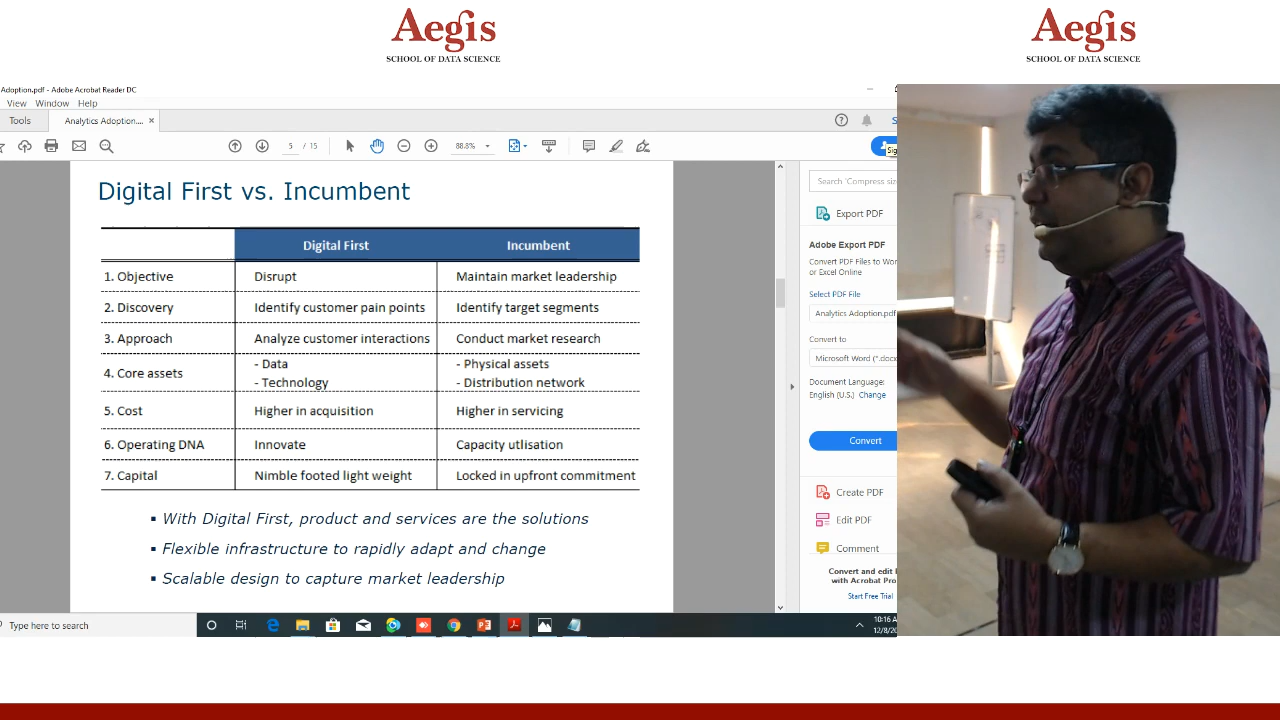 Aegis
SCHOOL OF DATA SCIENCE
Aegis
SCHOOL OF DATA SCIENCE
Adoption.pdf - Adobe Acrobat Reader DC
View Window Help
Tools
Analytics Adoption.... ×
5 / 15
88.8%
Digital First vs. Incumbent
Digital First Incumbent
1. Objective Disrupt Maintain market leadership
2. Discovery Identify customer pain points Identify target segments
3. Approach Analyze customer interactions Conduct market research
4. Core assets - Data - Physical assets
- Technology - Distribution network
5. Cost Higher in acquisition Higher in servicing
6. Operating DNA Innovate Capacity utlisation
7. Capital Nimble footed light weight Locked in upfront commitment
▪ With Digital First, product and services are the solutions
▪ Flexible infrastructure to rapidly adapt and change
▪ Scalable design to capture market leadership
Search 'Compress
Export PDF
Adobe Export PDF
Convert PDF Files to
or Excel Online
Select PDF File
Analytics Adoption.pdf
Convert to
Microsoft Word
Document Language:
English (U.S.) Change
Convert
Create PDF
Edit PDF
Comment
Convert and edit
with Acrobat
Start Free Trial
Type here to search
10:16